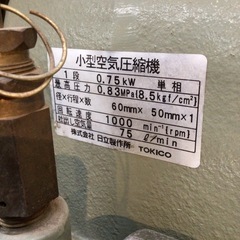 小型空気圧縮機
1 段 0.75kW 単相
最高圧力 0.83MPa{8.5kgf/cm²}
径×行程×数 60mm × 50mm × 1
回転速度 1000 min⁻¹{rpm}
吐出し空気量 75 ℓ/min
株式会社 日立製作所 TOKICO